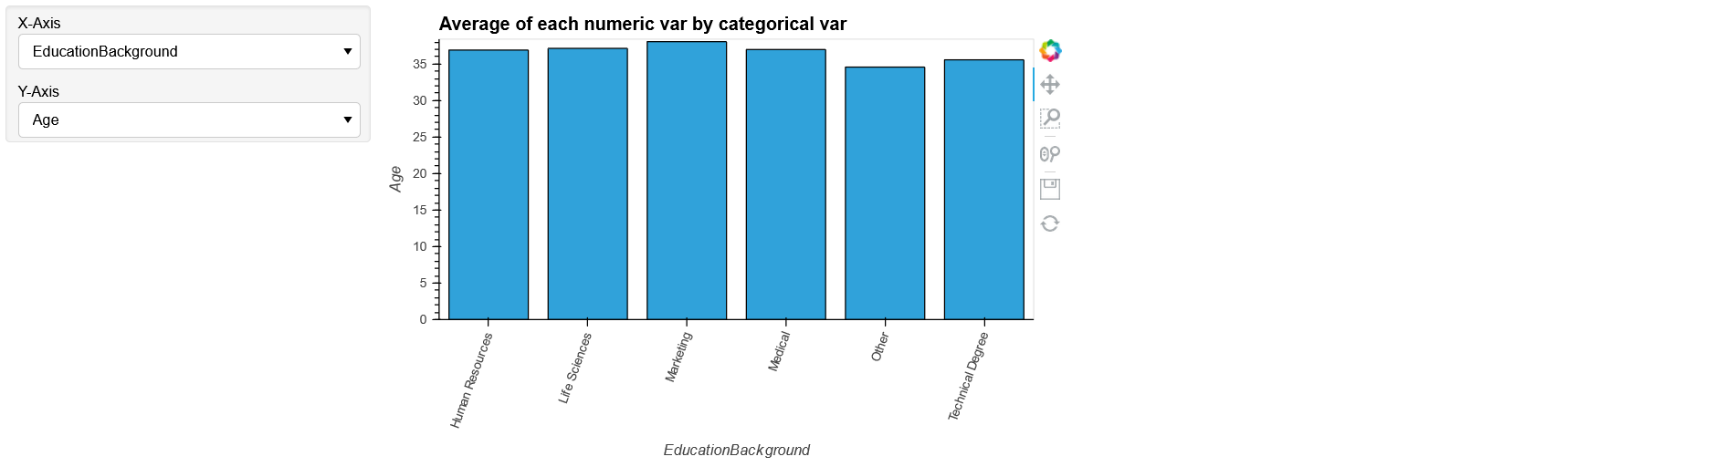 X-Axis
EducationBackground
Y-Axis
Age
Average of each numeric var by categorical var
Age
35
30
25
20
15
10
5
0
Human Resources
Life Sciences
Marketing
Medical
Other
Technical Degree
EducationBackground